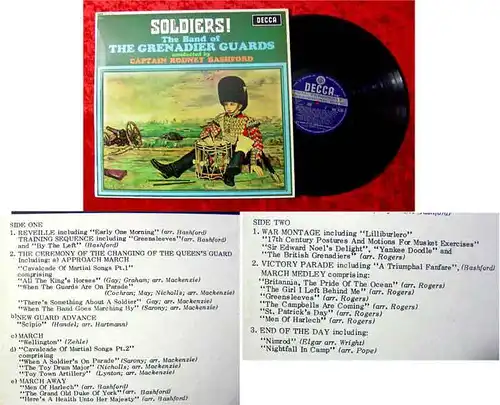 SOLDIERS!
DECCA
The Band of
THE GRENADIER GUARDS
conducted by
CAPTAIN RODNEY BASHFORD
DECCA
SIDE ONE
1. REVEILLE including "Early One Morning" (arr. Bashford)
TRAINING SEQUENCE including "Greensleeves" (arr. Bashford)
and "By The Left" (Bashford)
2. THE CEREMONY OF THE CHANGING OF THE QUEEN'S GUARD
Including: a) APPROACH MARCH
"Cavalcade Of Martial Songs Pt.1"
comprising
"All The King's Horses" (Gay; Graham; arr. Mackenzie)
"When The Guards Are On Parade"
(Cochran; May; Nicholls; arr. Mackenzie)
"There's Something About A Soldier" (Gay; arr. Mackenzie)
"When The Band Goes Marching By" (Sarony; arr. Mackenzie)
b) NEW GUARD ADVANCE
"Scipio" (Handel; arr. Hartmann)
c) MARCH
"Wellington" (Zehle)
d) "Cavalcade Of Martial Songs Pt.2"
comprising
"When A Soldier's On Parade" (Sarony; arr. Mackenzie)
"The Toy Drum Major" (Nicholls; arr. Mackenzie)
"Toy Town Artillery" (Lynton; arr. Mackenzie)
e) MARCH AWAY
"Men Of Harlech" (arr. Bashford)
"The Grand Old Duke Of York" (arr. Bashford)
"Here's A Health Unto Her Majesty" (arr. Bashford)
SIDE TWO
1. WAR MONTAGE including "Lilliburlero"
"17th Century Postures And Motions For Musket Exercises"
"Sir Edward Noel's Delight", "Yankee Doodle" and
"The British Grenadiers" (arr. Rogers)
2. VICTORY PARADE including "A Triumphal Fanfare", (Bashford)
MARCH MEDLEY comprising:
"Britannia, The Pride Of The Ocean" (arr. Rogers)
"The Girl I Left Behind Me" (arr. Rogers)
"Greensleeves" (arr. Rogers)
"The Campbells Are Coming" (arr. Rogers)
"St. Patrick's Day" (arr. Rogers)
"Men Of Harlech" (arr. Rogers)
3. END OF THE DAY including:
"Nimrod" (Elgar arr. Wright)
"Nightfall In Camp" (arr. Pope)